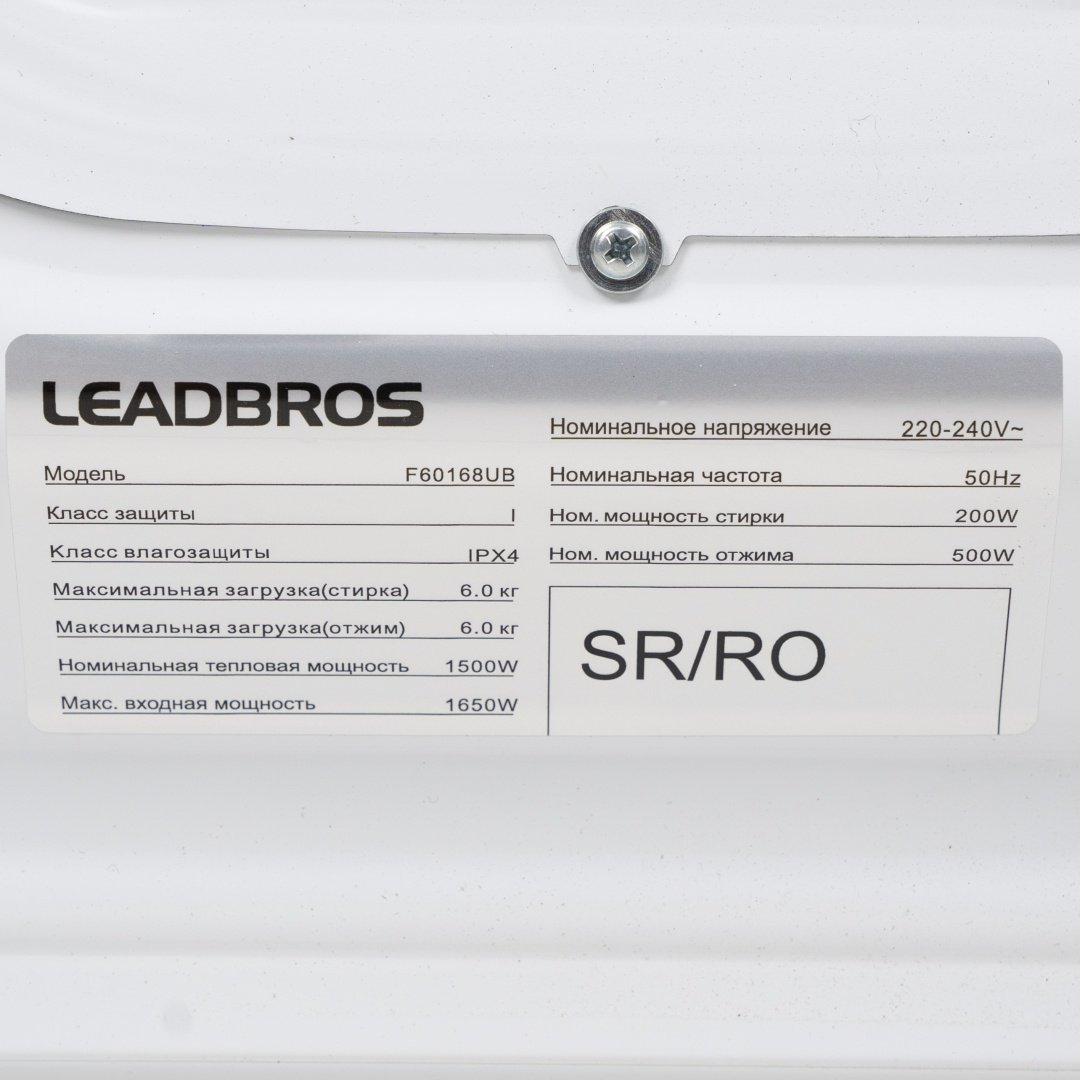 LEADBROS
Модель F60168UB
Класс защиты I
Класс влагозащиты IPX4
Максимальная загрузка(стирка) 6.0 кг
Максимальная загрузка(отжим) 6.0 кг
Номинальная тепловая мощность 1500W
Макс. входная мощность 1650W
Номинальное напряжение 220-240V~
Номинальная частота 50Hz
Ном. мощность стирки 200W
Ном. мощность отжима 500W
SR/RO